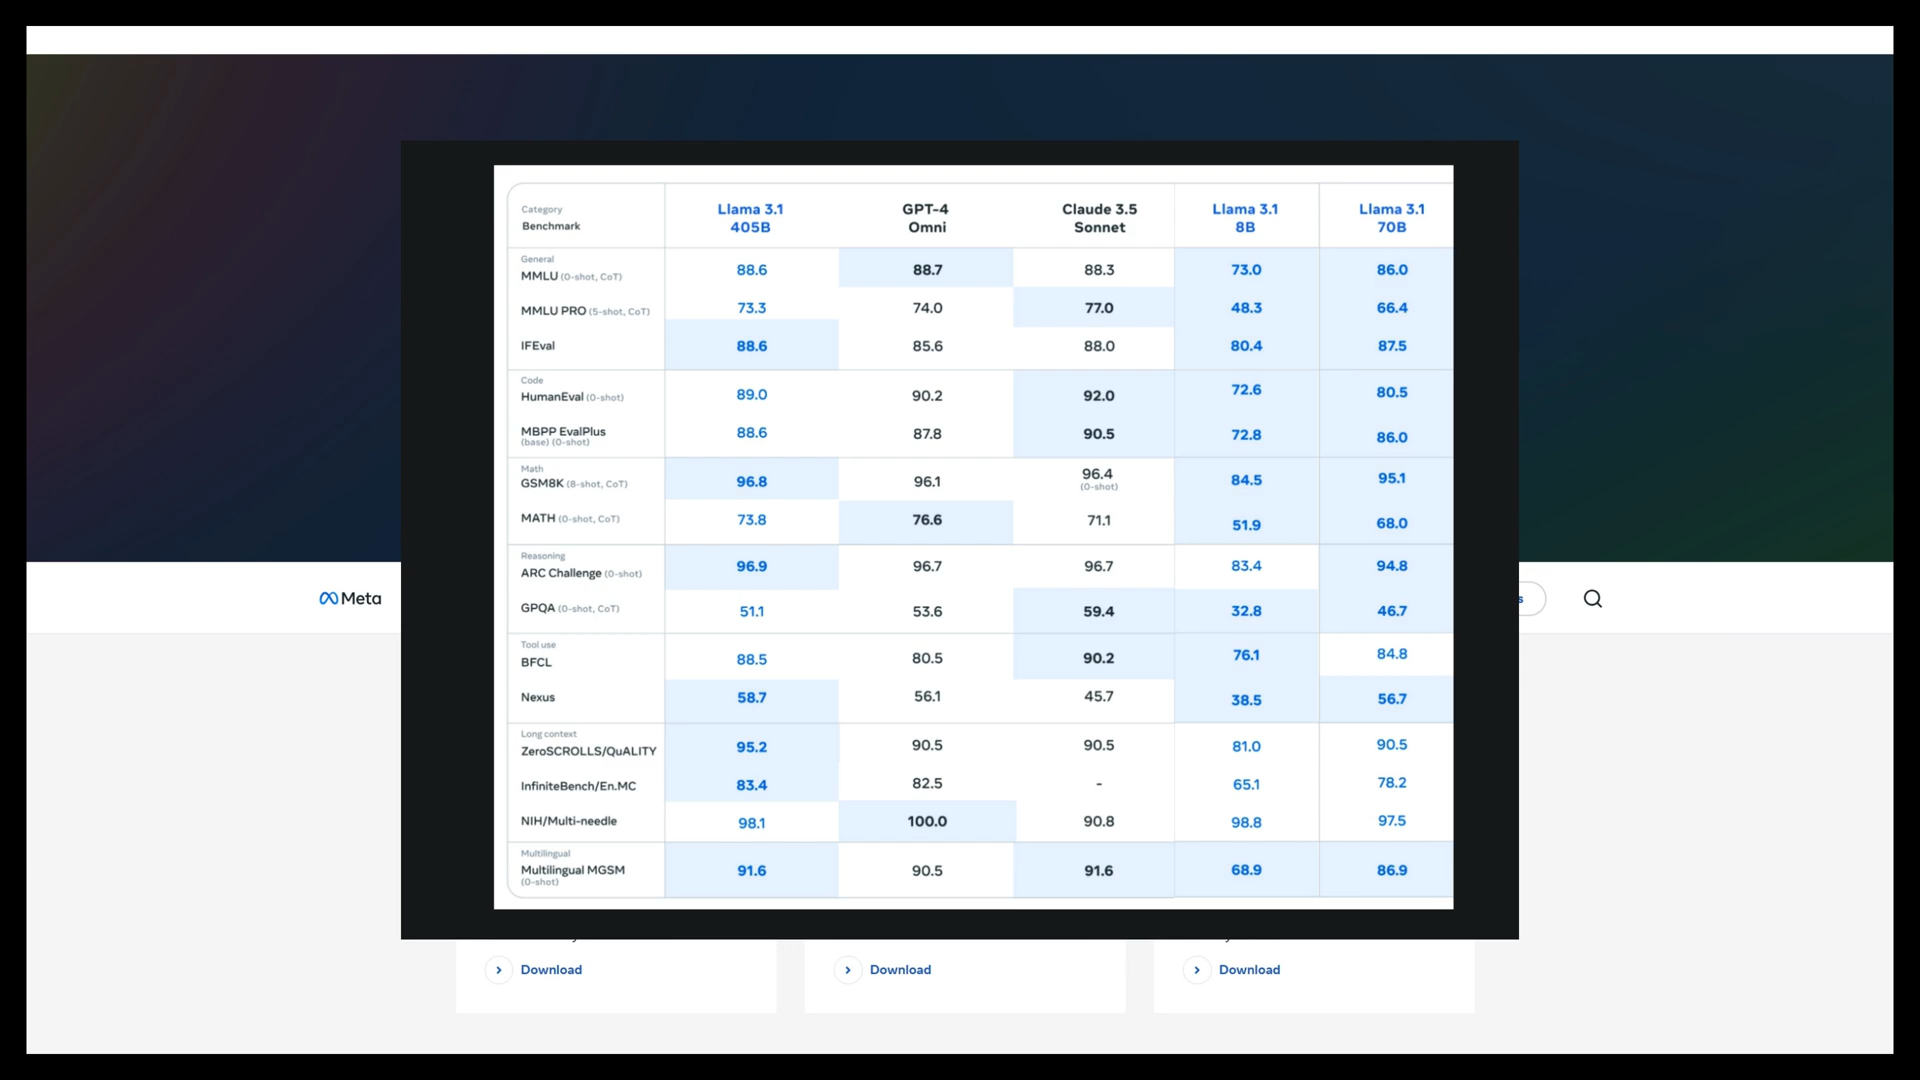 Category
Benchmark
Llama 3.1
405B
GPT-4
Omni
Claude 3.5
Sonnet
Llama 3.1
8B
Llama 3.1
70B
General
MMLU (0-shot, CoT) 88.6 88.7 88.3 73.0 86.0
MMLU PRO (5-shot, CoT) 73.3 74.0 77.0 48.3 66.4
IFEval 88.6 85.6 88.0 80.4 87.5
Code
HumanEval (0-shot) 89.0 90.2 92.0 72.6 80.5
MBPP EvalPlus 88.6 87.8 90.5 72.8 86.0
(base) (0-shot)
Math
GSM8K (8-shot, CoT) 96.8 96.1 96.4 84.5 95.1
(0-shot)
MATH (0-shot, CoT) 73.8 76.6 71.1 51.9 68.0
Reasoning
ARC Challenge (0-shot) 96.9 96.7 96.7 83.4 94.8
GPQA (0-shot, CoT) 51.1 53.6 59.4 32.8 46.7
Meta
Tool use
BFCL 88.5 80.5 90.2 76.1 84.8
Nexus 58.7 56.1 45.7 38.5 56.7
Long context
ZeroSCROLLS/QuALITY 95.2 90.5 90.5 81.0 90.5
InfiniteBench/En.MC 83.4 82.5 - 65.1 78.2
NIH/Multi-needle 98.1 100.0 90.8 98.8 97.5
Multilingual
Multilingual MGSM 91.6 90.5 91.6 68.9 86.9
(0-shot)
Download
Download
Download